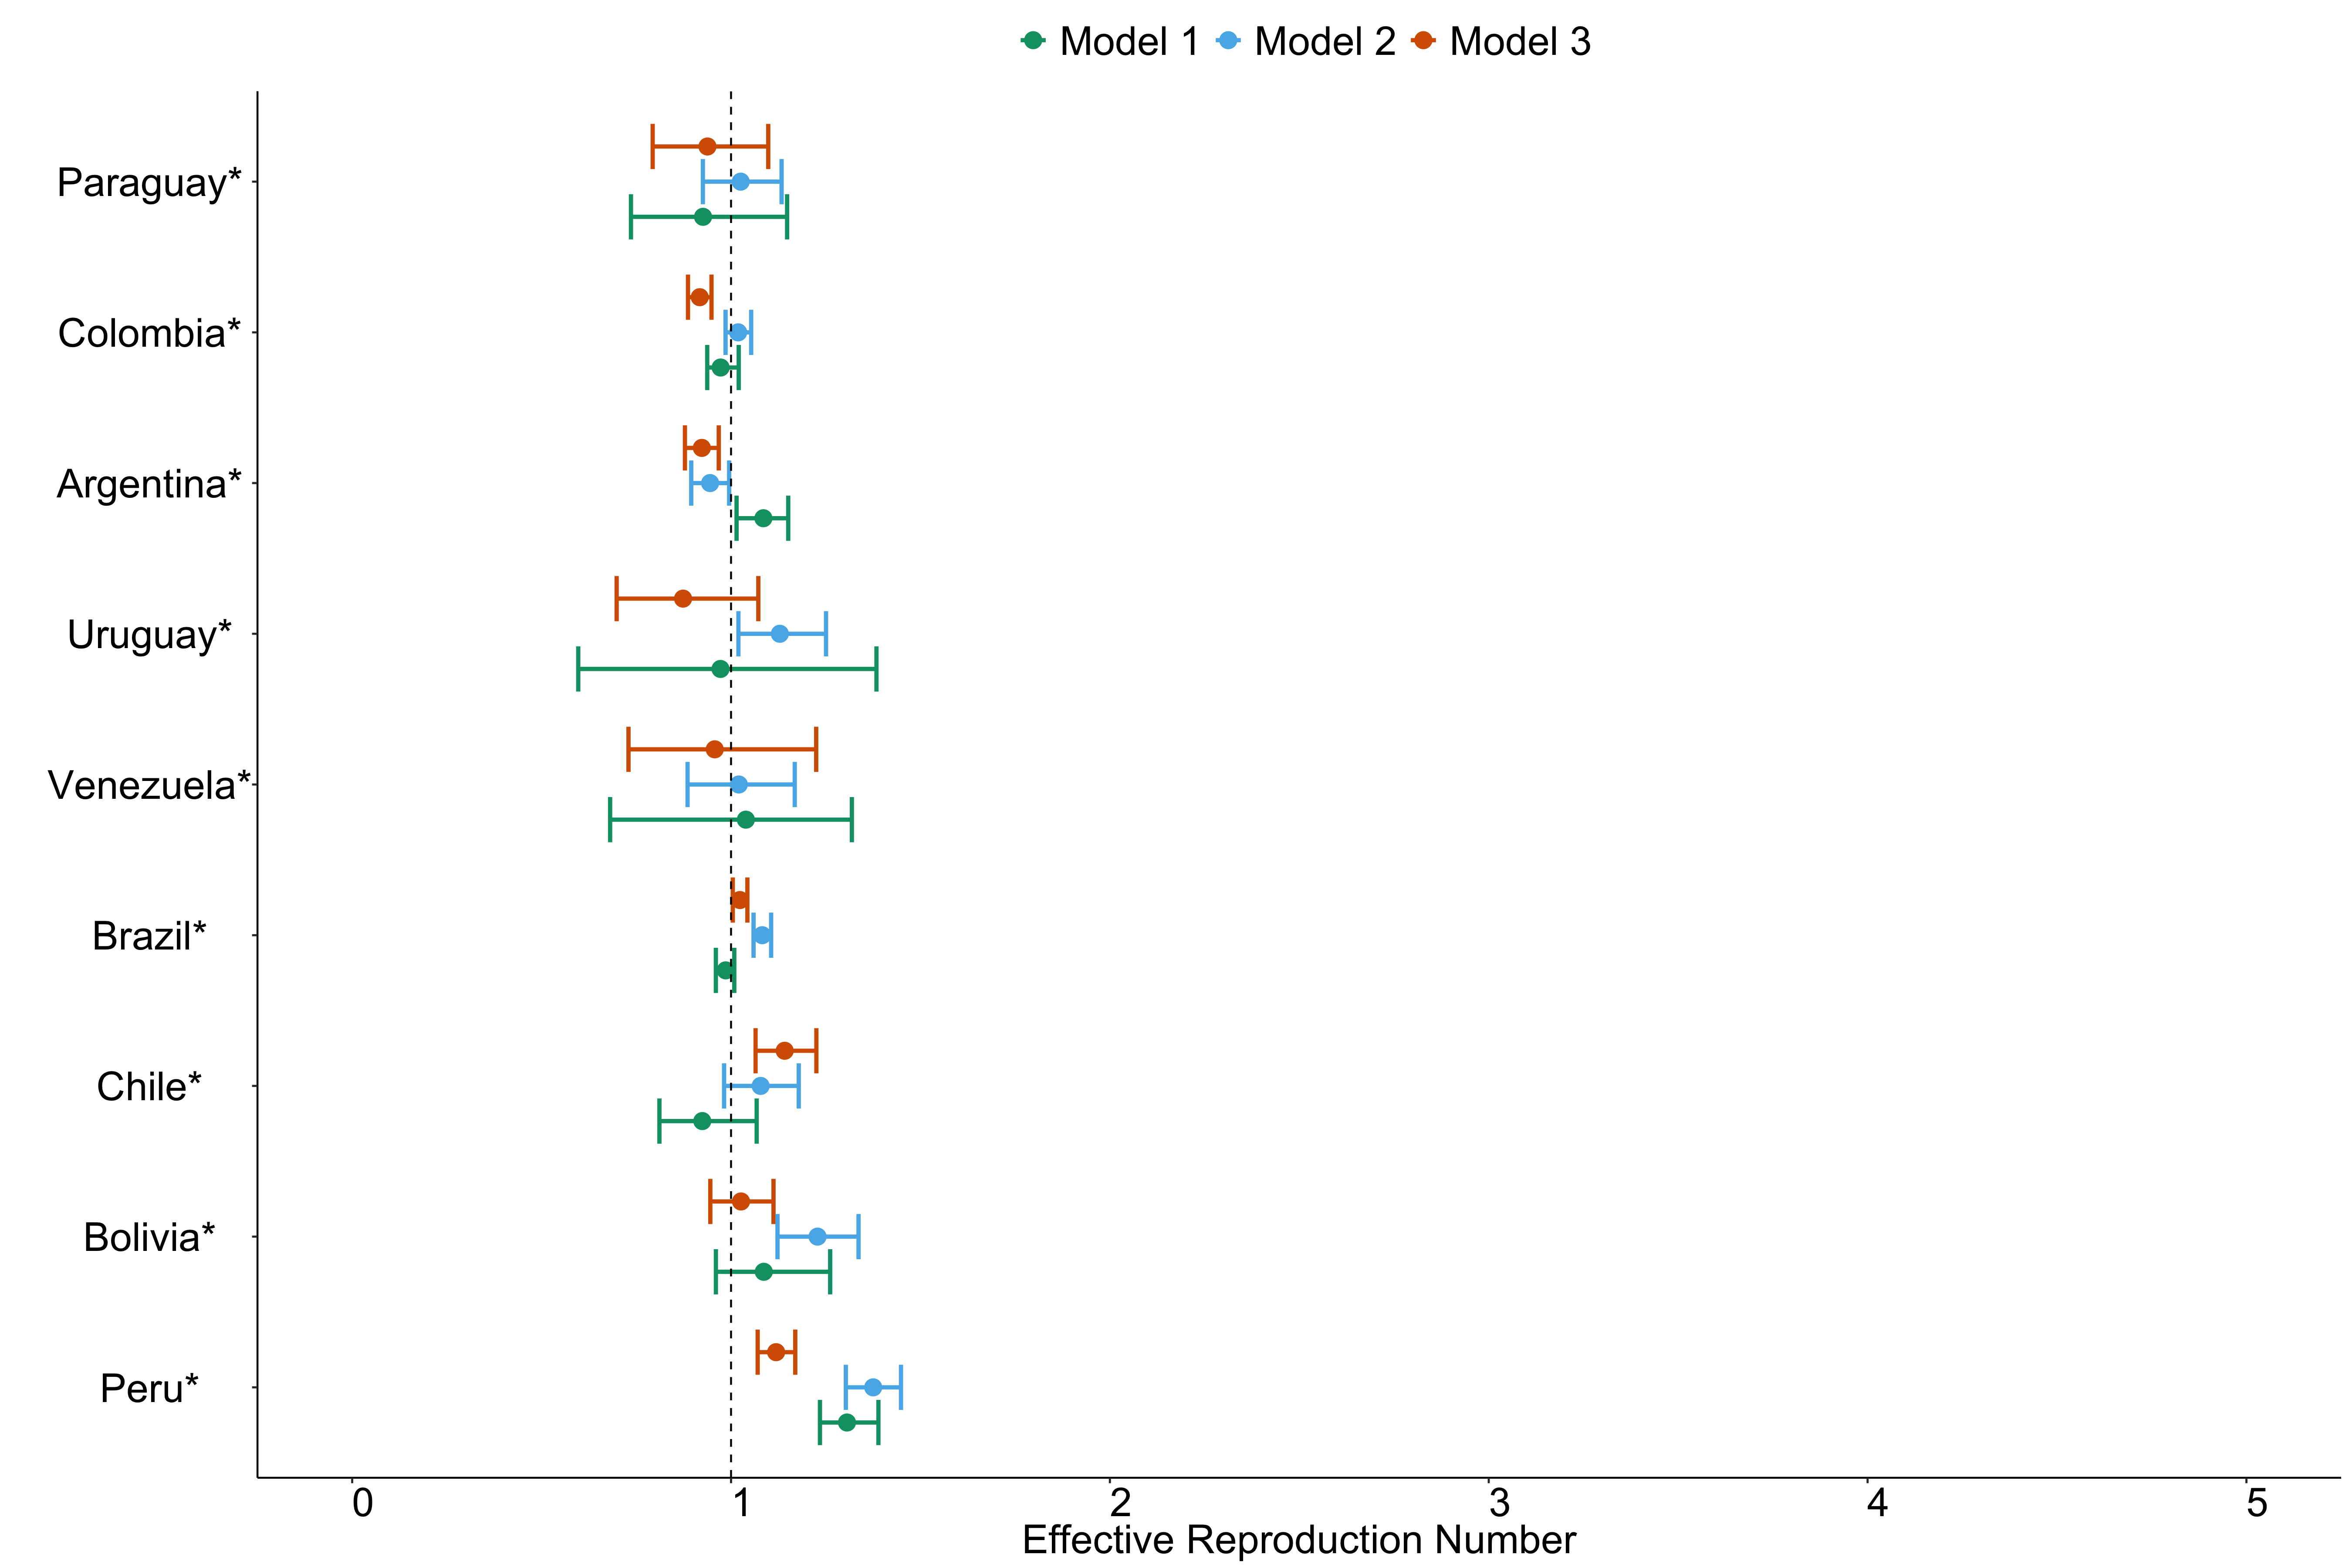 Model 1 Model 2 Model 3
Paraguay*
Colombia*
Argentina*
Uruguay*
Venezuela*
Brazil*
Chile*
Bolivia*
Peru*
0 1 2 3 4 5
Effective Reproduction Number